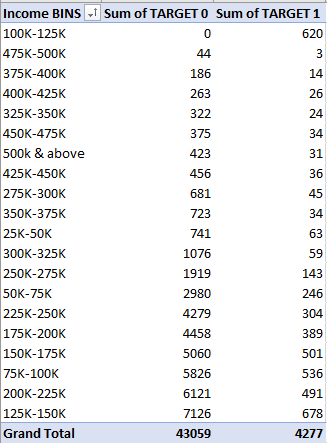 Income BINS Sum of TARGET 0 Sum of TARGET 1
100K-125K 0 620
475K-500K 44 3
375K-400K 186 14
400K-425K 263 26
325K-350K 322 24
450K-475K 375 34
500k & above 423 31
425K-450K 456 36
275K-300K 681 45
350K-375K 723 34
25K-50K 741 63
300K-325K 1076 59
250K-275K 1919 143
50K-75K 2980 246
225K-250K 4279 304
175K-200K 4458 389
150K-175K 5060 501
75K-100K 5826 536
200K-225K 6121 491
125K-150K 7126 678
Grand Total 43059 4277